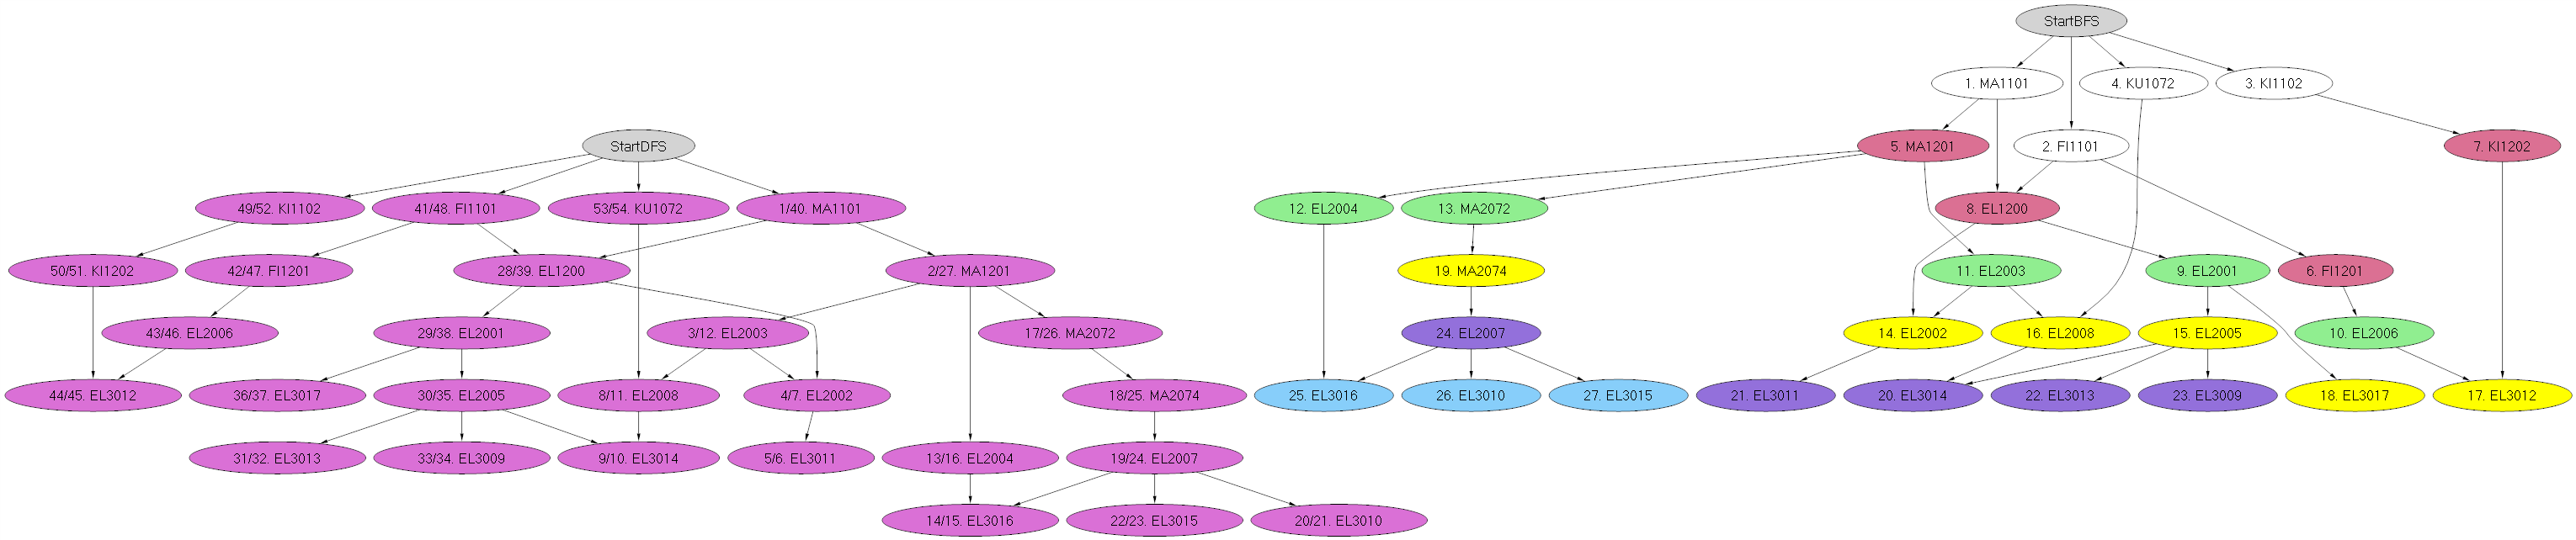 StartBFS
1. MA1101
4. KU1072
3. KI1102
StartDFS
5. MA1201
2. FI1101
7. KI1202
49/52. KI1102
41/48. FI1101
53/54. KU1072
1/40. MA1101
12. EL2004
13. MA2072
8. EL1200
50/51. KI1202
42/47. FI1201
28/39. EL1200
2/27. MA1201
19. MA2074
11. EL2003
9. EL2001
6. FI1201
43/46. EL2006
29/38. EL2001
3/12. EL2003
17/26. MA2072
24. EL2007
14. EL2002
16. EL2008
15. EL2005
10. EL2006
44/45. EL3012
36/37. EL3017
30/35. EL2005
8/11. EL2008
4/7. EL2002
18/25. MA2074
25. EL3016
26. EL3010
27. EL3015
21. EL3011
20. EL3014
22. EL3013
23. EL3009
18. EL3017
17. EL3012
31/32. EL3013
33/34. EL3009
9/10. EL3014
5/6. EL3011
13/16. EL2004
19/24. EL2007
14/15. EL3016
22/23. EL3015
20/21. EL3010